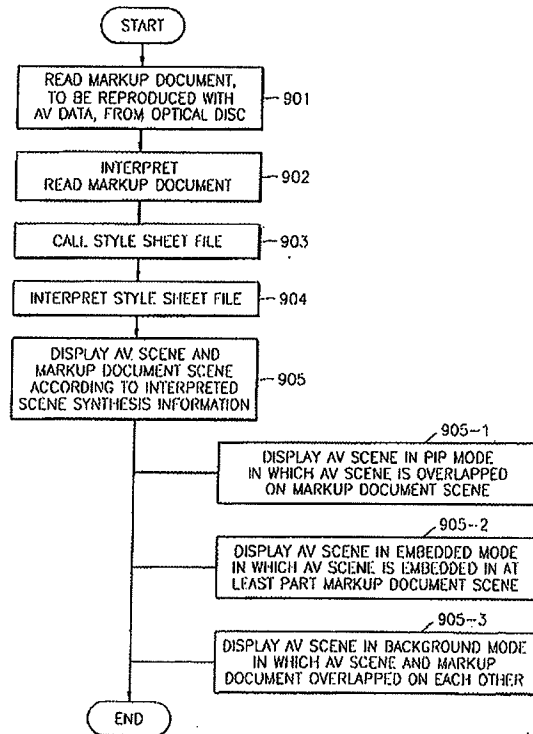 START
READ MARKUP DOCUMENT,
TO BE REPRODUCED WITH
AV DATA, FROM OPTICAL DISC
901
INTERPRET
READ MARKUP DOCUMENT
902
CALL STYLE SHEET FILE
903
INTERPRET STYLE SHEET FILE
904
DISPLAY AV SCENE AND
MARKUP DOCUMENT SCENE
ACCORDING TO INTERPRETED
SCENE SYNTHESIS INFORMATION
905
905-1
DISPLAY AV SCENE IN PIP MODE
IN WHICH AV SCENE IS OVERLAPPED
ON MARKUP DOCUMENT SCENE
905-2
DISPLAY AV SCENE IN EMBEDDED MODE
IN WHICH AV SCENE IS EMBEDDED IN AT
LEAST PART MARKUP DOCUMENT SCENE
905-3
DISPLAY AV SCENE IN BACKGROUND MODE
IN WHICH AV SCENE AND MARKUP
DOCUMENT OVERLAPPED ON EACH OTHER
END